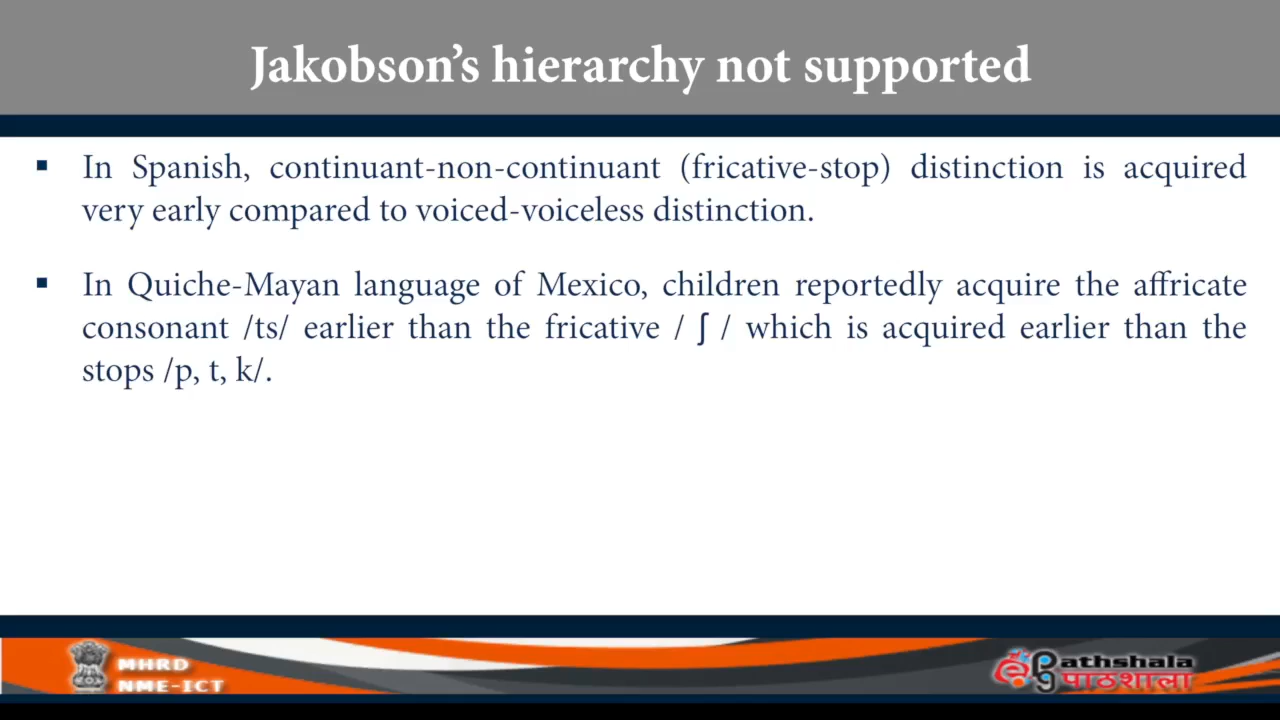 Jakobson’s hierarchy not supported
▪ In Spanish, continuant-non-continuant (fricative-stop) distinction is acquired
very early compared to voiced-voiceless distinction.
▪ In Quiche-Mayan language of Mexico, children reportedly acquire the affricate
consonant /ts/ earlier than the fricative / ʃ / which is acquired earlier than the
stops /p, t, k/.
MHRD
NME-ICT
epgathshala
पाठशाला